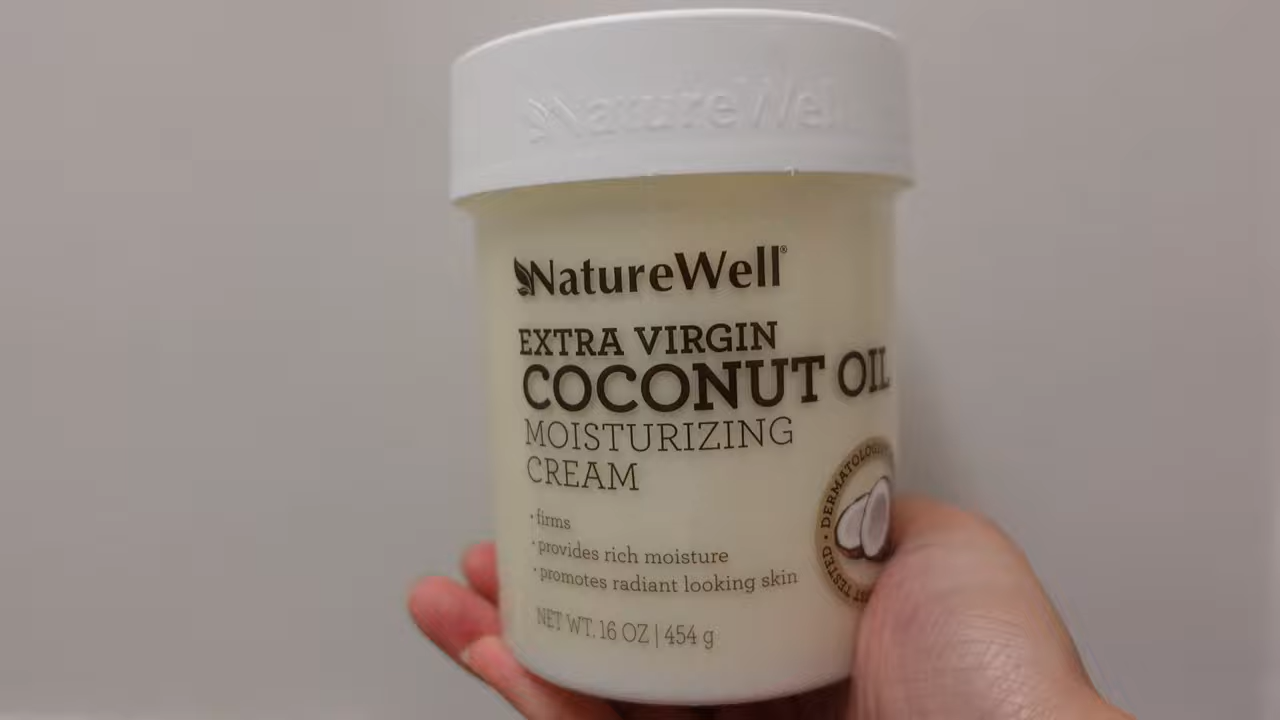 NatureWell
NatureWell®
EXTRA VIRGIN
COCONUT OIL
MOISTURIZING
CREAM
• firms
• provides rich moisture
• promotes radiant looking skin
NET WT. 16 OZ | 454 g
• DERMATOLOGIST TESTED